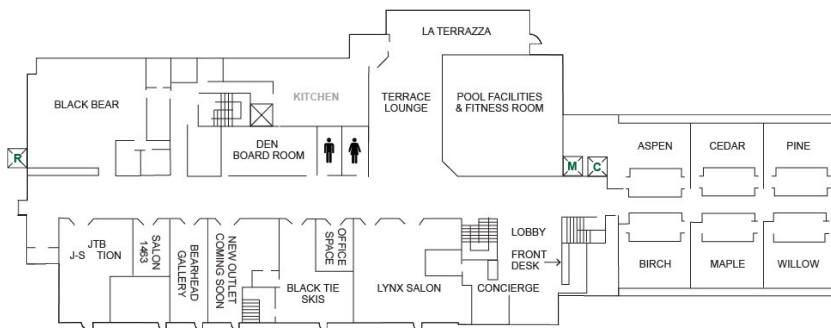 LA TERRAZZA
BLACK BEAR
KITCHEN
TERRACE
LOUNGE
POOL FACILITIES
& FITNESS ROOM
DEN
BOARD ROOM
R
M
C
ASPEN
CEDAR
PINE
JTB
J-S TION
SALON
1463
BEARHEAD
GALLERY
NEW OUTLET
COMING SOON
OFFICE
SPACE
BLACK TIE
SKIS
LYNX SALON
LOBBY
FRONT
DESK
CONCIERGE
BIRCH
MAPLE
WILLOW